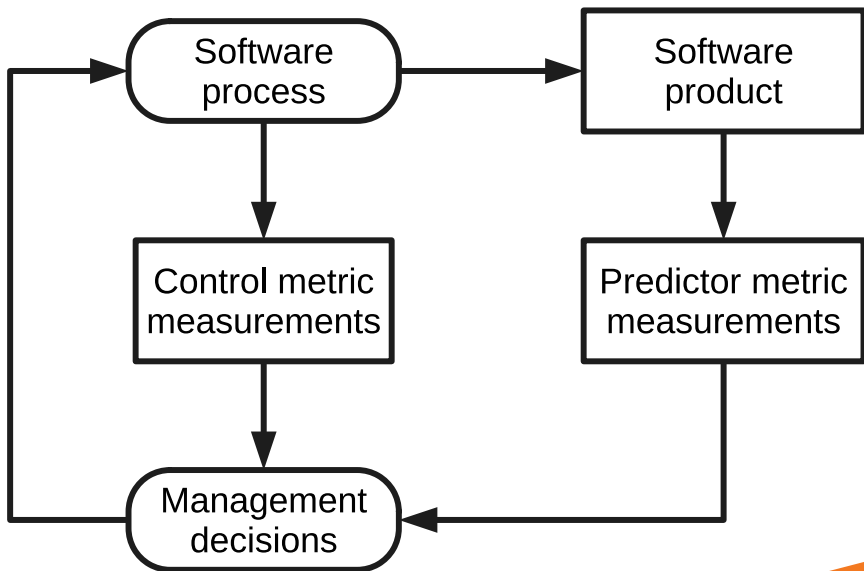 Software
process
Software
product
Control metric
measurements
Predictor metric
measurements
Management
decisions